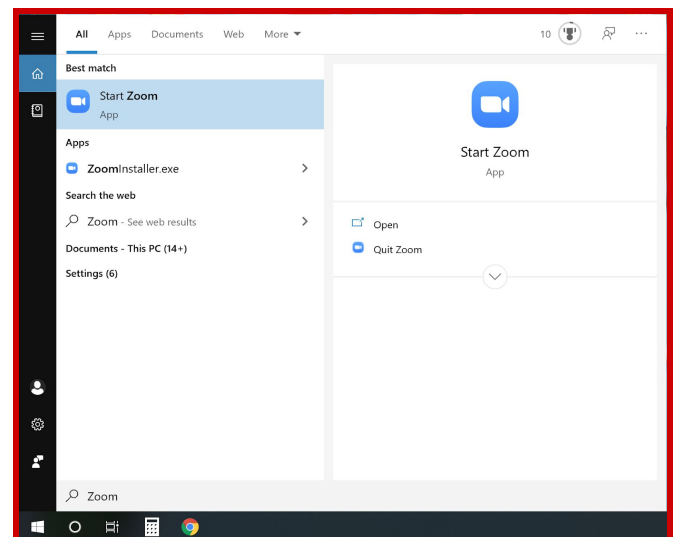 All Apps Documents Web More 10
Best match
Start Zoom
App
Apps
ZoomInstaller.exe
Search the web
Zoom - See web results
Documents - This PC (14+)
Settings (6)
Start Zoom
App
Open
Quit Zoom
Zoom